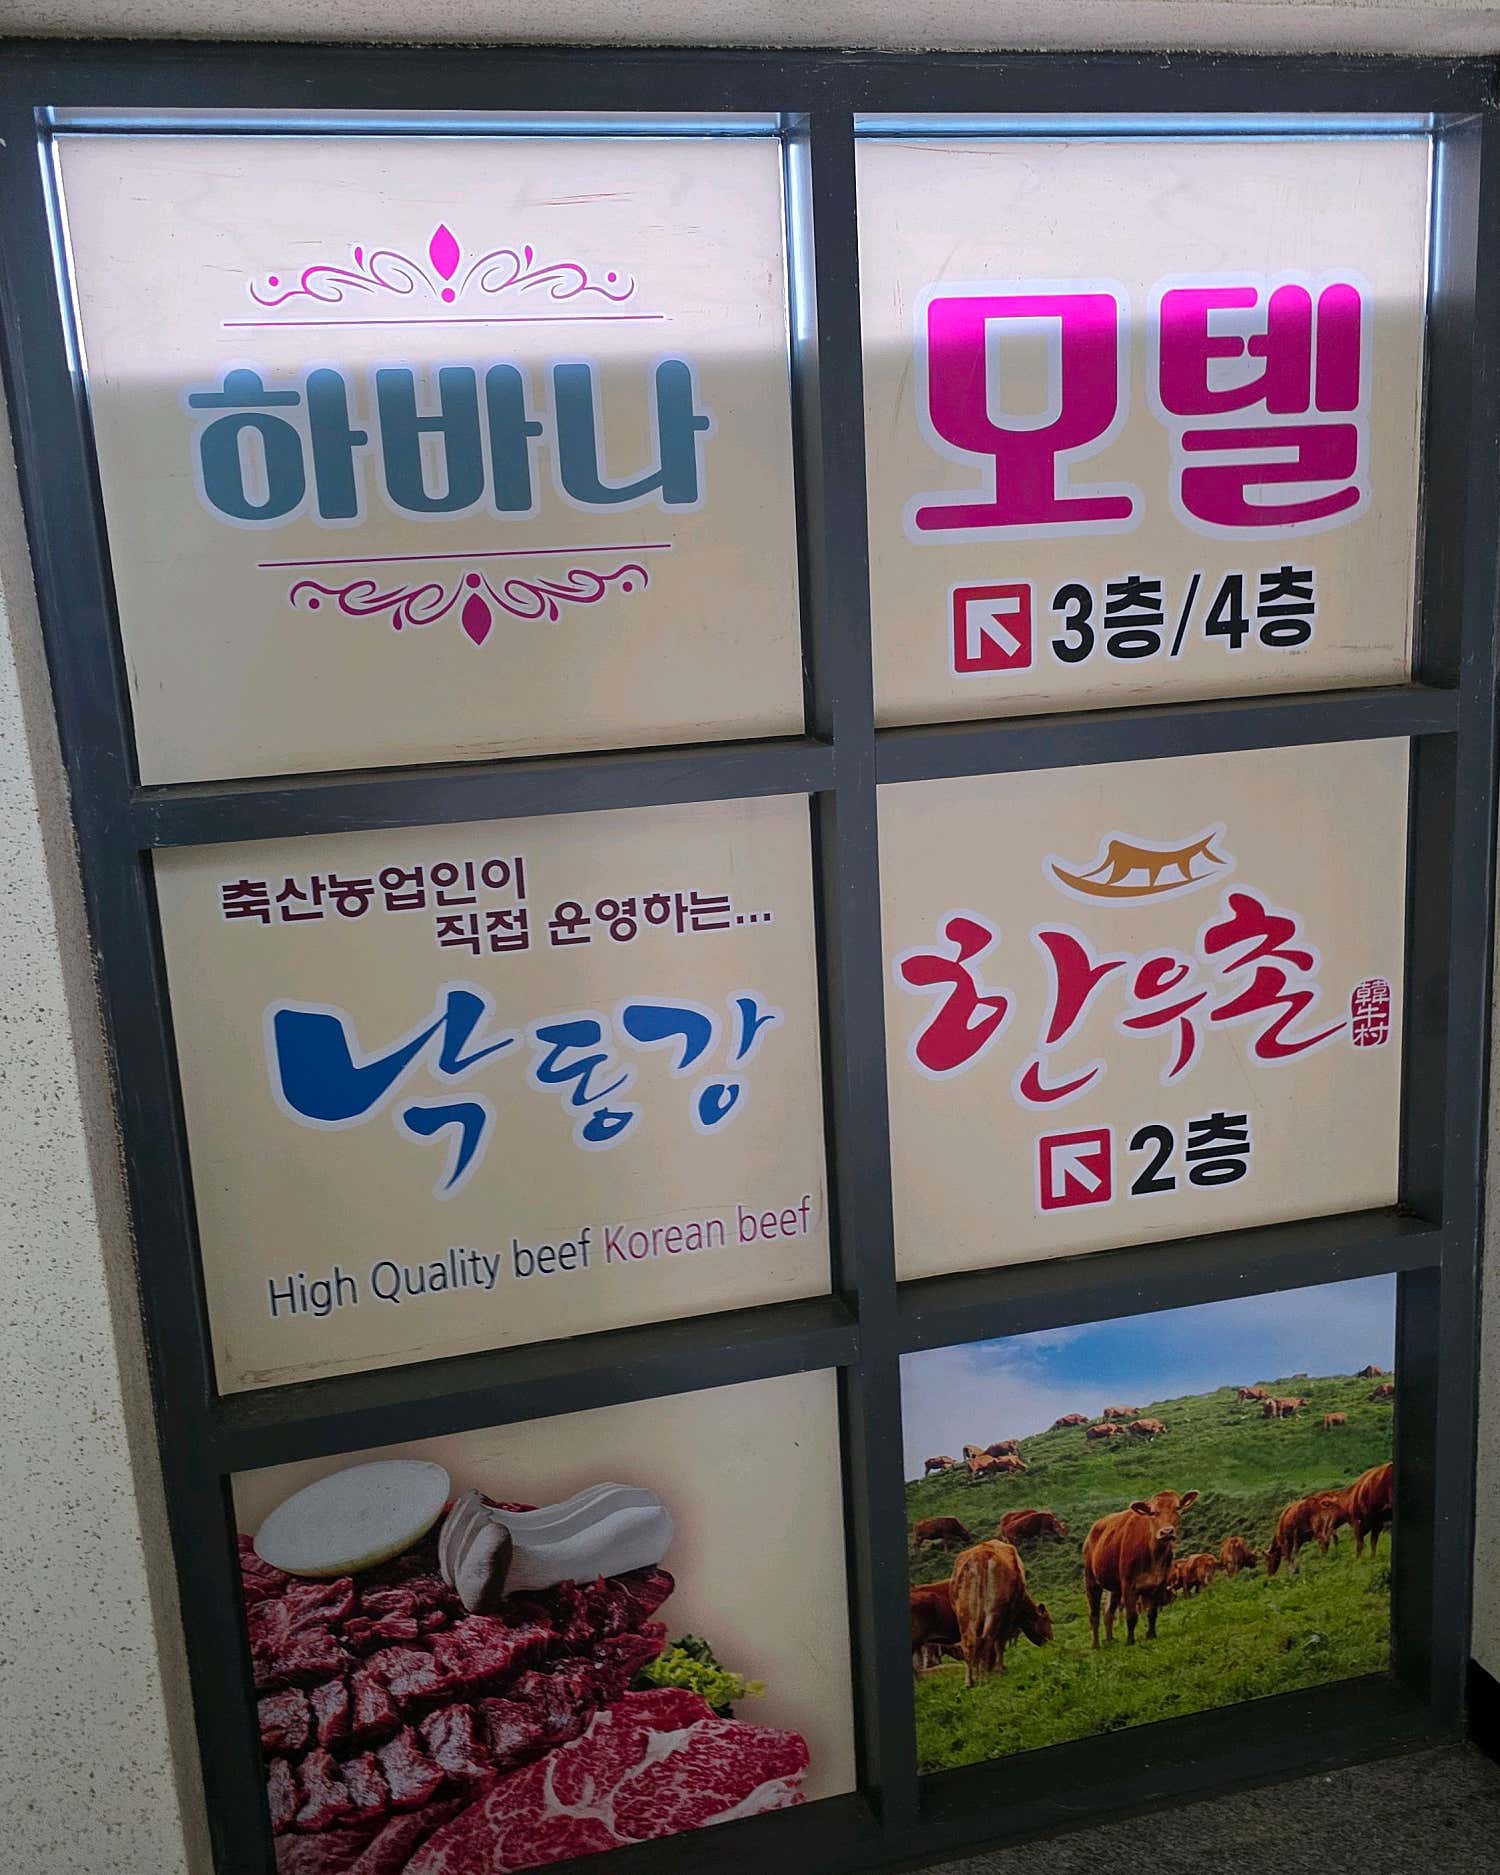 하바나
모텔
3층/4층
축산농업인이
직접 운영하는...
낙동강
High Quality beef Korean beef
한우촌
韓牛村
2층